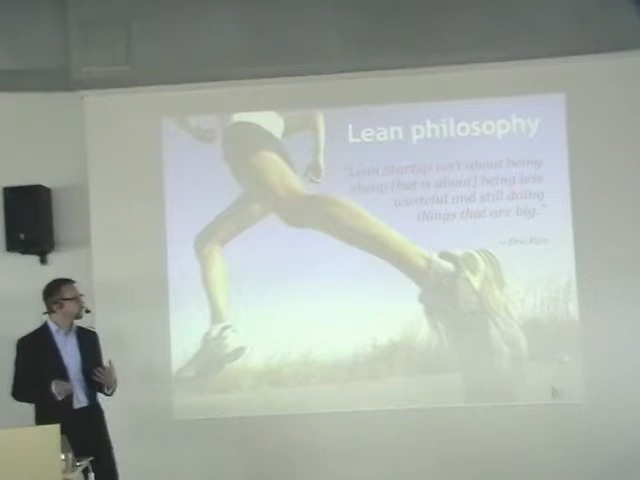 Lean philosophy
"Lean Startup isn't about being
cheap [but is about] being less
wasteful and still doing
things that are big."
– Eric Ries